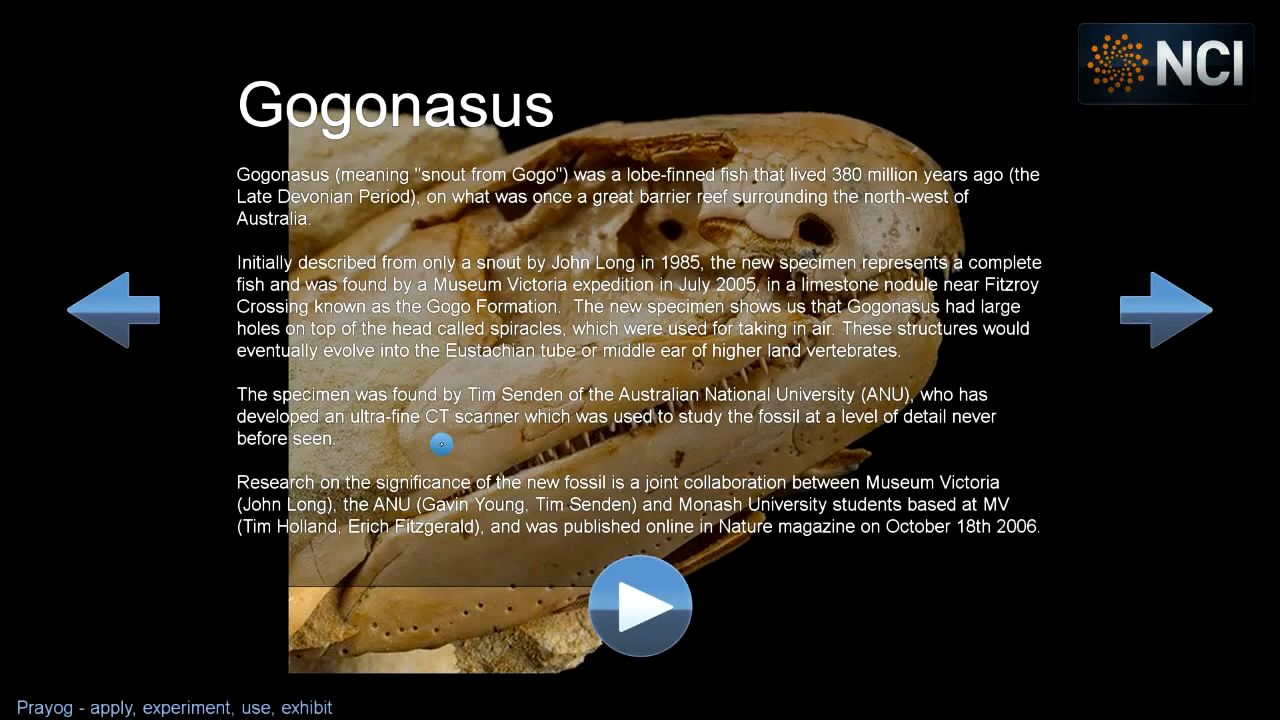 NCI
Gogonasus
Gogonasus (meaning "snout from Gogo") was a lobe-finned fish that lived 380 million years ago (the
Late Devonian Period), on what was once a great barrier reef surrounding the north-west of
Australia.
Initially described from only a snout by John Long in 1985, the new specimen represents a complete
fish and was found by a Museum Victoria expedition in July 2005, in a limestone nodule near Fitzroy
Crossing known as the Gogo Formation.  The new specimen shows us that Gogonasus had large
holes on top of the head called spiracles, which were used for taking in air. These structures would
eventually evolve into the Eustachian tube or middle ear of higher land vertebrates.
The specimen was found by Tim Senden of the Australian National University (ANU), who has
developed an ultra-fine CT scanner which was used to study the fossil at a level of detail never
before seen.
Research on the significance of the new fossil is a joint collaboration between Museum Victoria
(John Long), the ANU (Gavin Young, Tim Senden) and Monash University students based at MV
(Tim Holland, Erich Fitzgerald), and was published online in Nature magazine on October 18th 2006.
Prayog - apply, experiment, use, exhibit